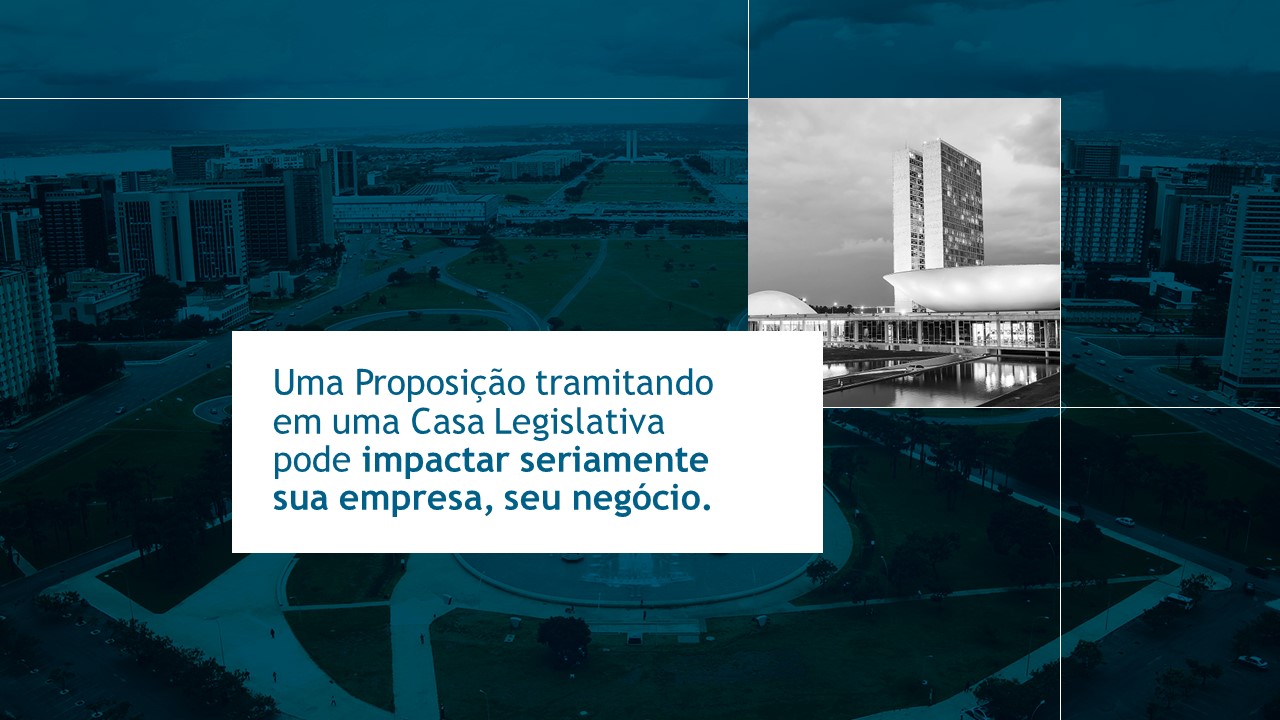 Uma Proposição tramitando
em uma Casa Legislativa
pode impactar seriamente
sua empresa, seu negócio.